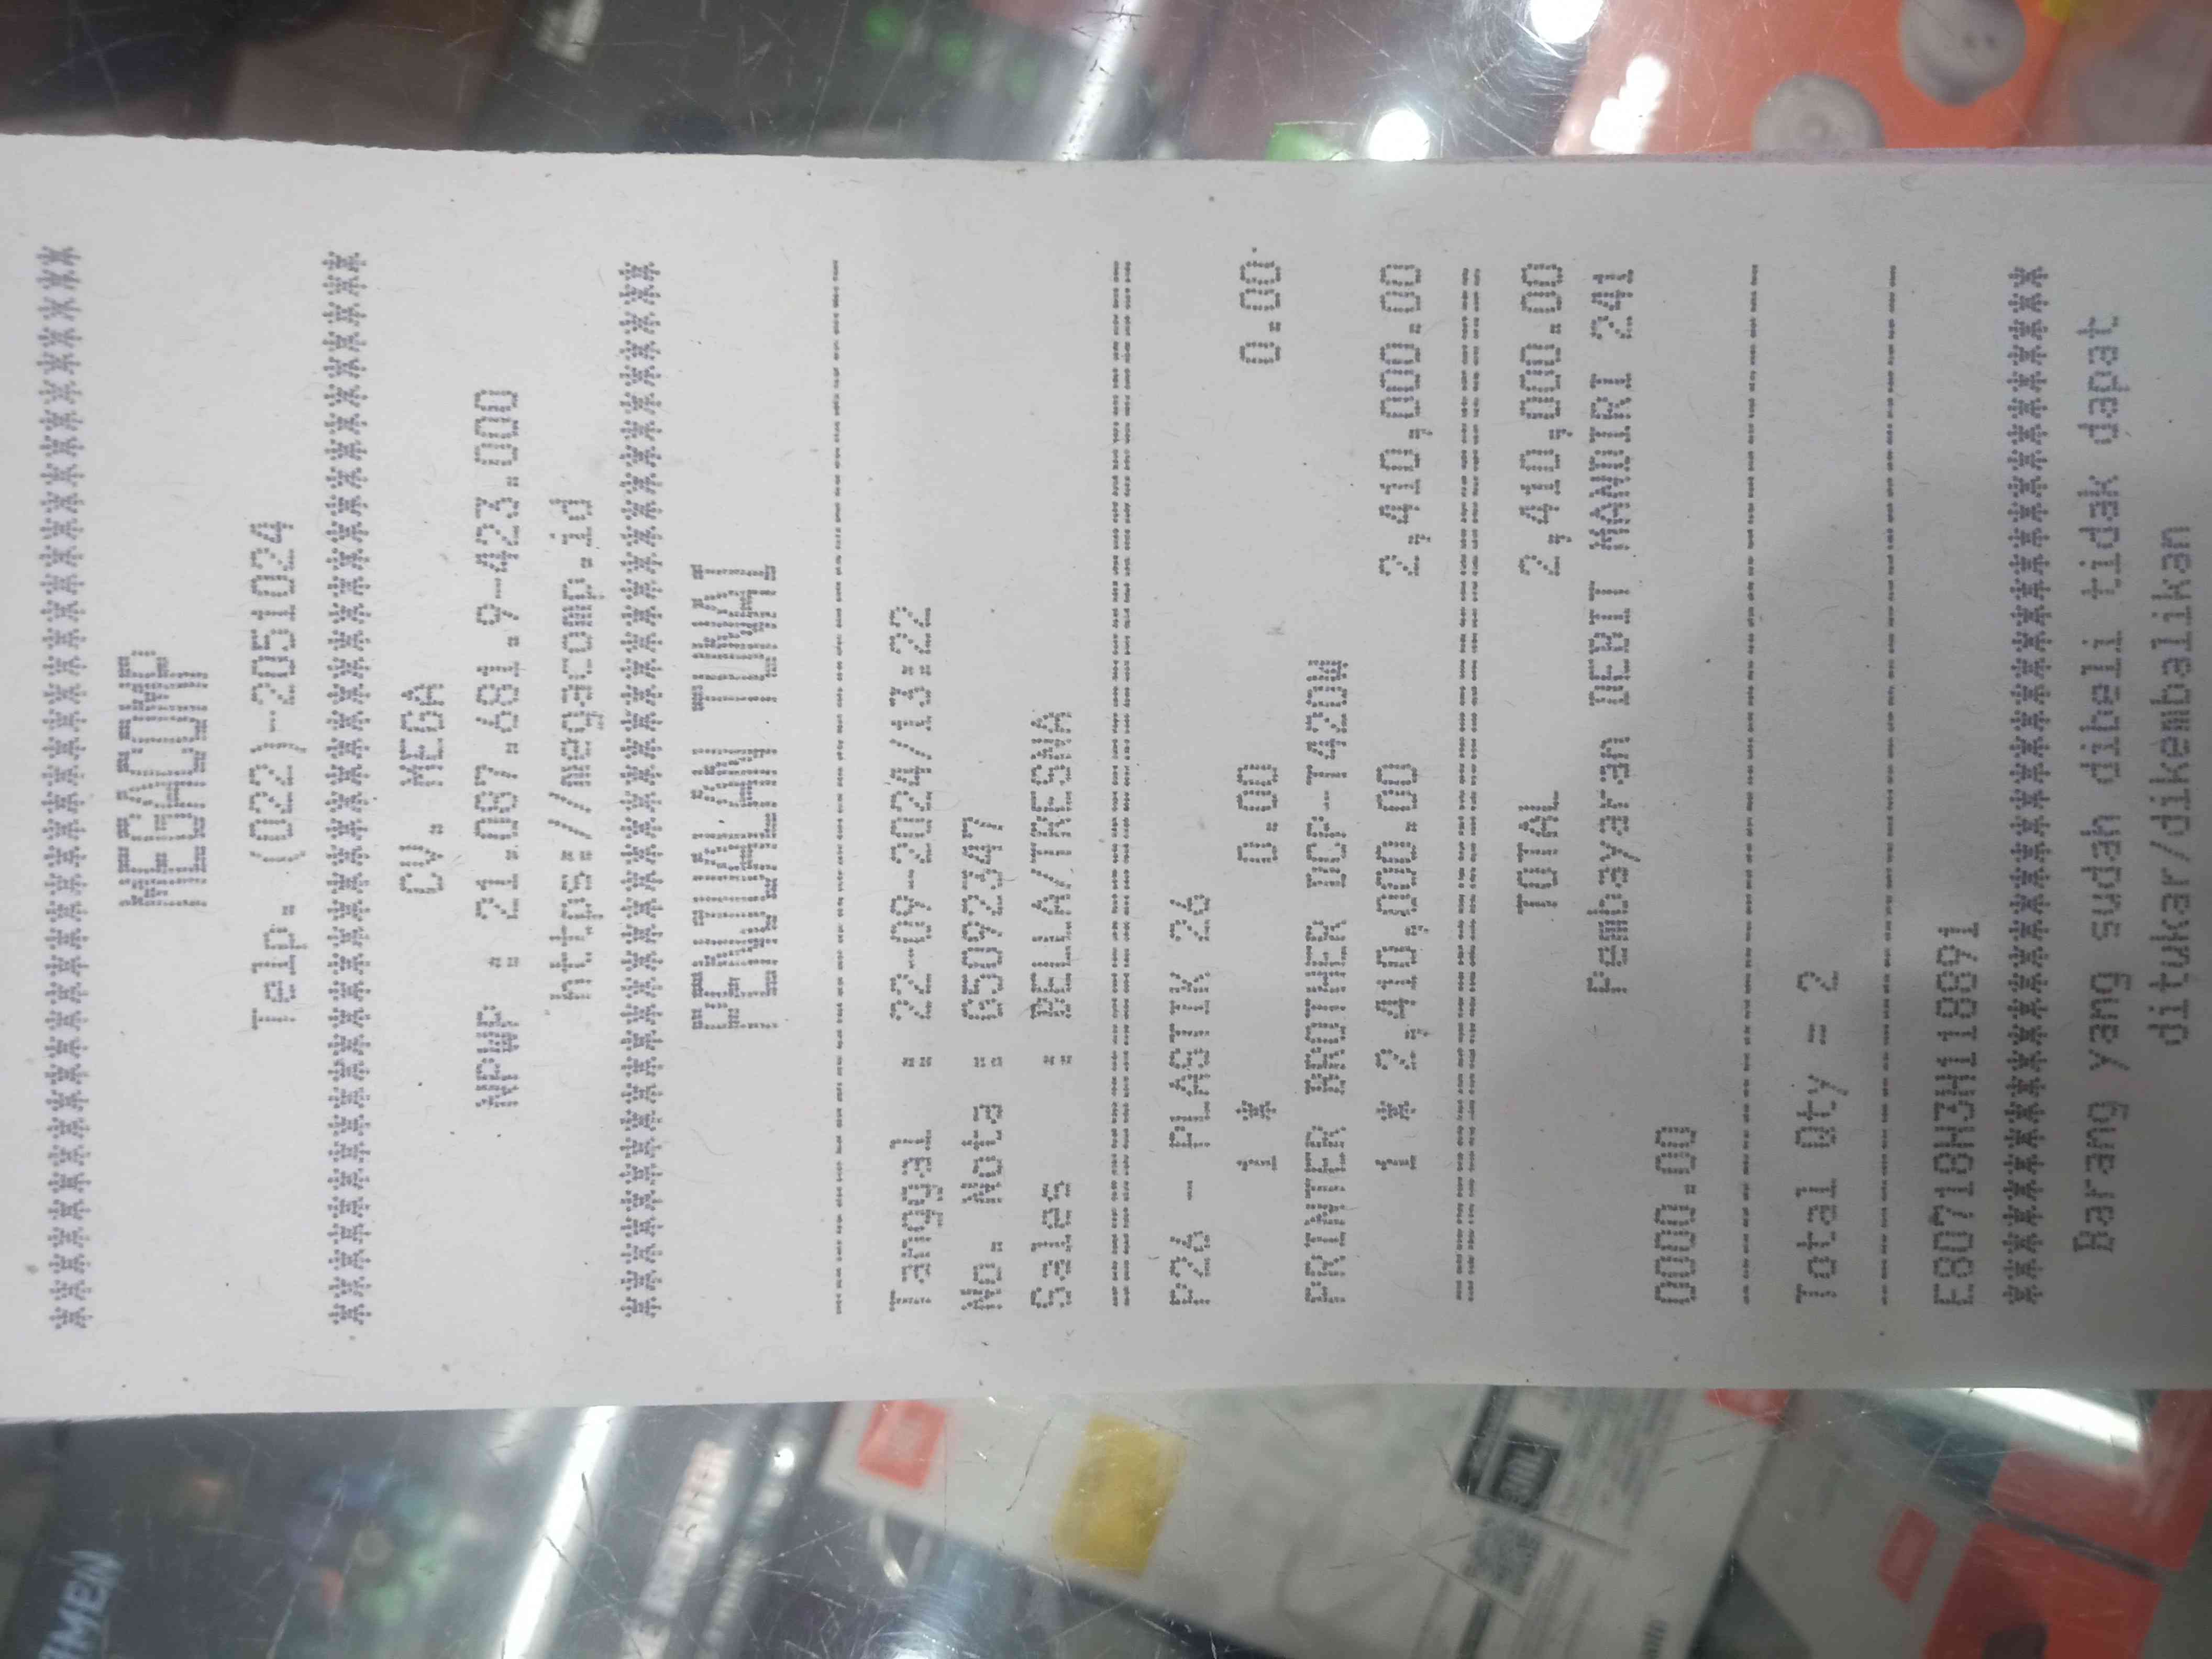 ************************************
MEGACOMP
Telp. (022)-2051024
************************************
CV. MEGA
NPWP : 21.087.681.9-423.000
https://megacomp.id
************************************
PENJUALAN TUNAI
Tanggal : 22-09-2024/13:22
No. Nota : G5092347
Sales : BELLA/TRESNA
P26 - PLASTIK 26
1 * 0.00 0.00
PRINTER BROTHER DCP-T420W
1 * 2,410,000.00 2,410,000.00
TOTAL 2,410,000.00
Pembayaran DEBIT MANDIRI 241
0000.00
Total Qty = 2
E80718H3H118891
************************************
Barang yang sudah dibeli tidak dapat
ditukar/dikembalikan